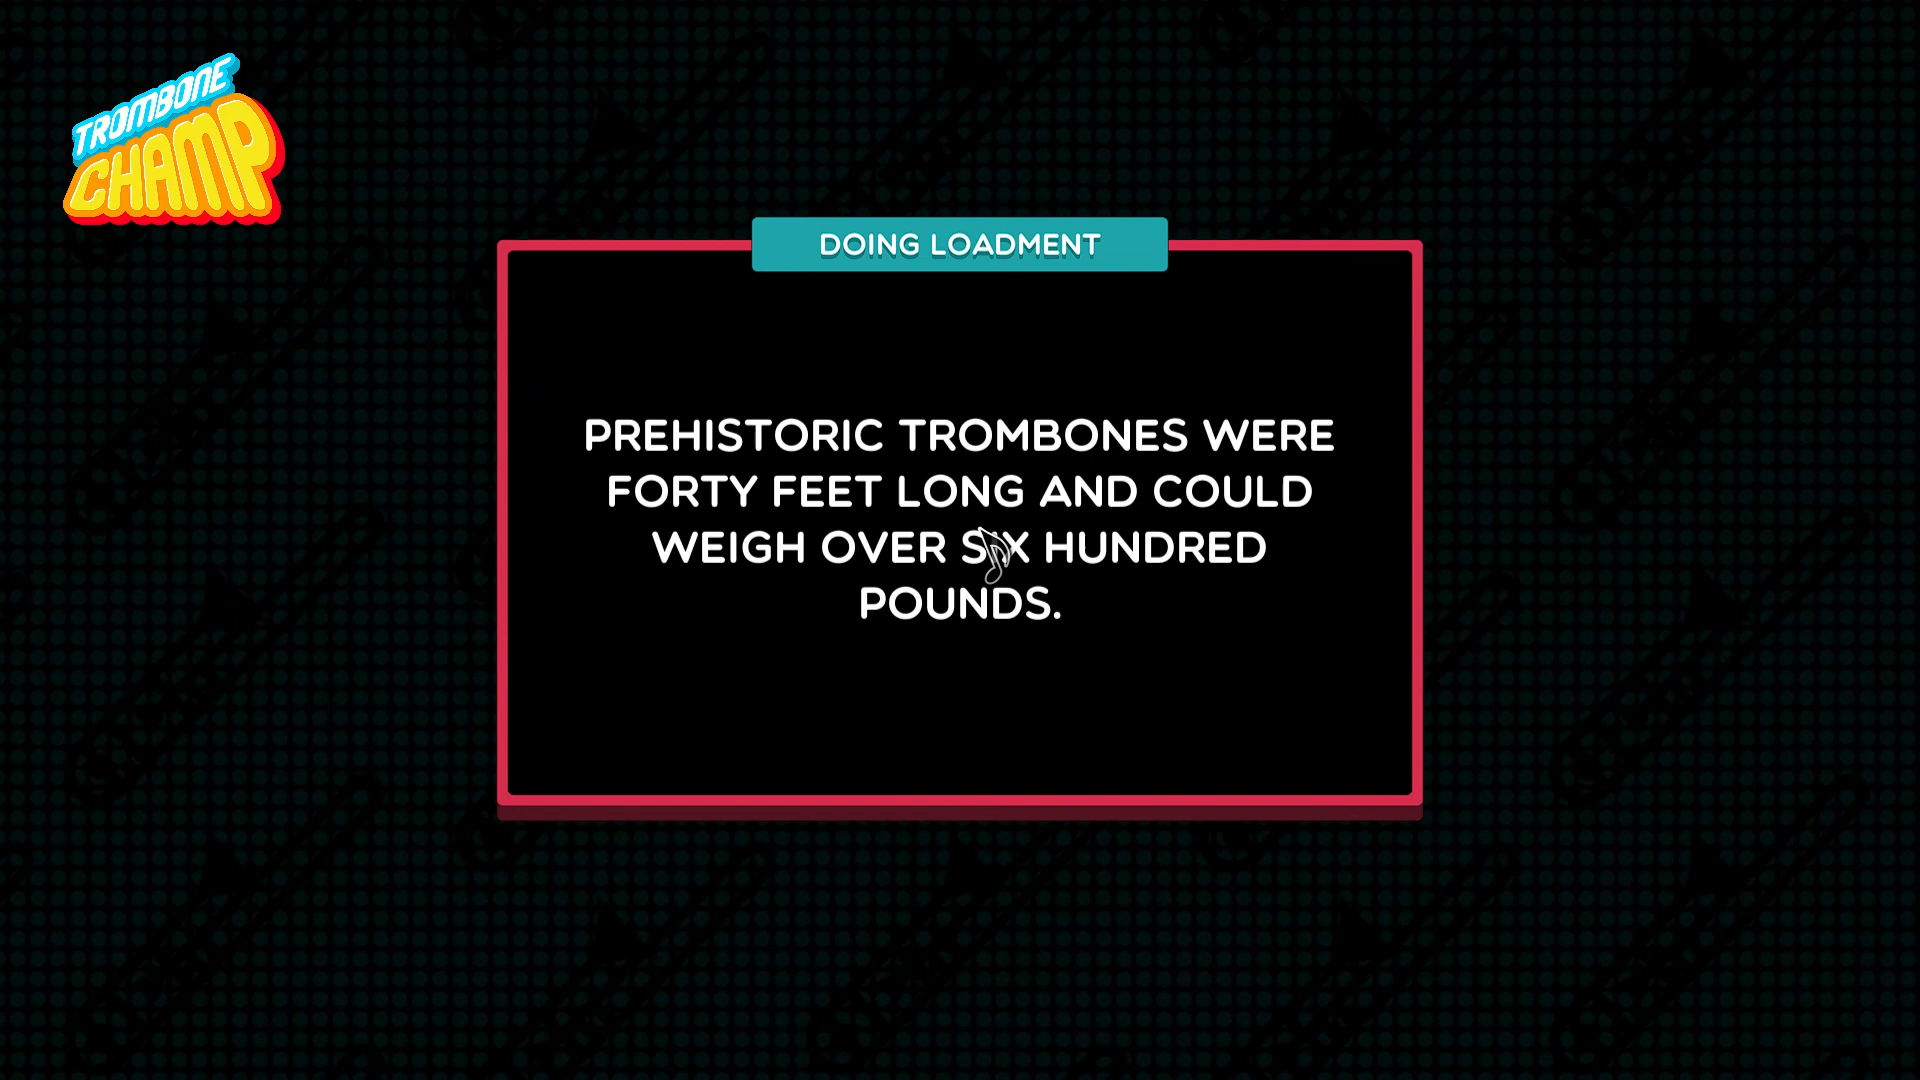 TROMBONE
CHAMP
DOING LOADMENT
PREHISTORIC TROMBONES WERE
FORTY FEET LONG AND COULD
WEIGH OVER SIX HUNDRED
POUNDS.